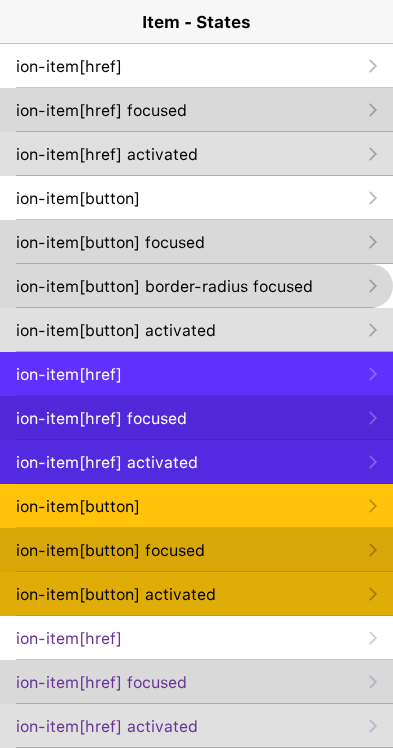 Item - States
ion-item[href]
ion-item[href] focused
ion-item[href] activated
ion-item[button]
ion-item[button] focused
ion-item[button] border-radius focused
ion-item[button] activated
ion-item[href]
ion-item[href] focused
ion-item[href] activated
ion-item[button]
ion-item[button] focused
ion-item[button] activated
ion-item[href]
ion-item[href] focused
ion-item[href] activated